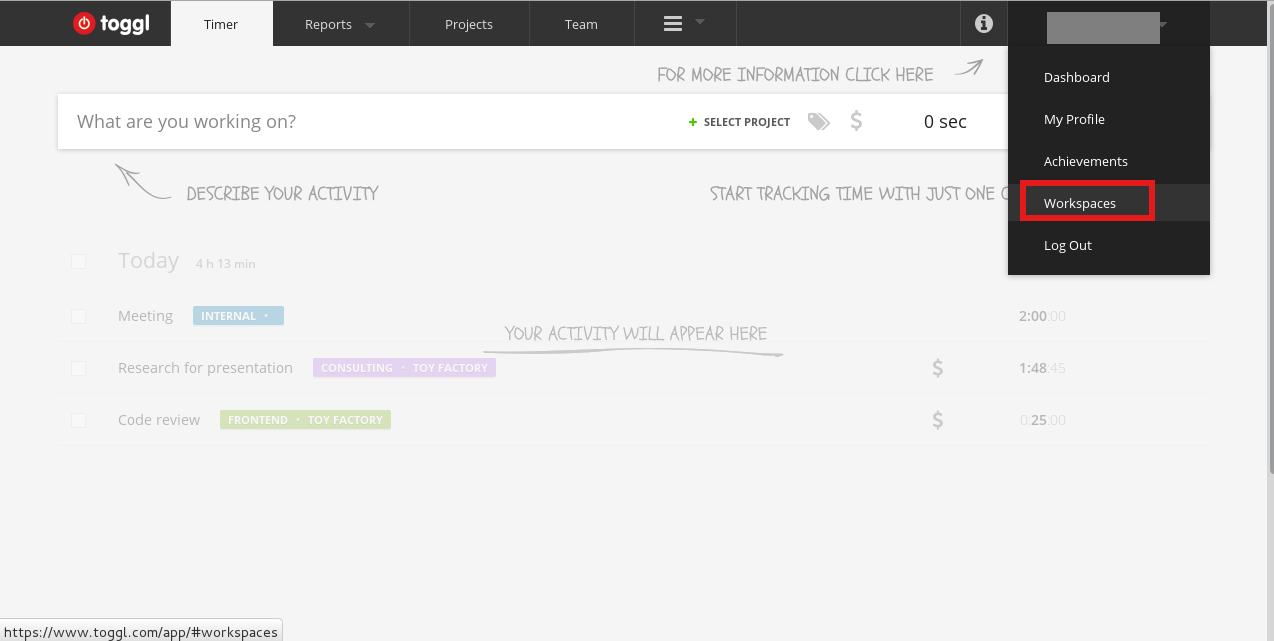 toggl Timer Reports Projects Team
FOR MORE INFORMATION CLICK HERE
Dashboard
What are you working on? + SELECT PROJECT $ 0 sec
My Profile
Achievements
DESCRIBE YOUR ACTIVITY START TRACKING TIME WITH JUST ONE
Workspaces
Log Out
Today 4 h 13 min
Meeting INTERNAL • 2:00:00
YOUR ACTIVITY WILL APPEAR HERE
Research for presentation CONSULTING • TOY FACTORY $ 1:48:45
Code review FRONTEND • TOY FACTORY $ 0:25:00
https://www.toggl.com/app/#workspaces